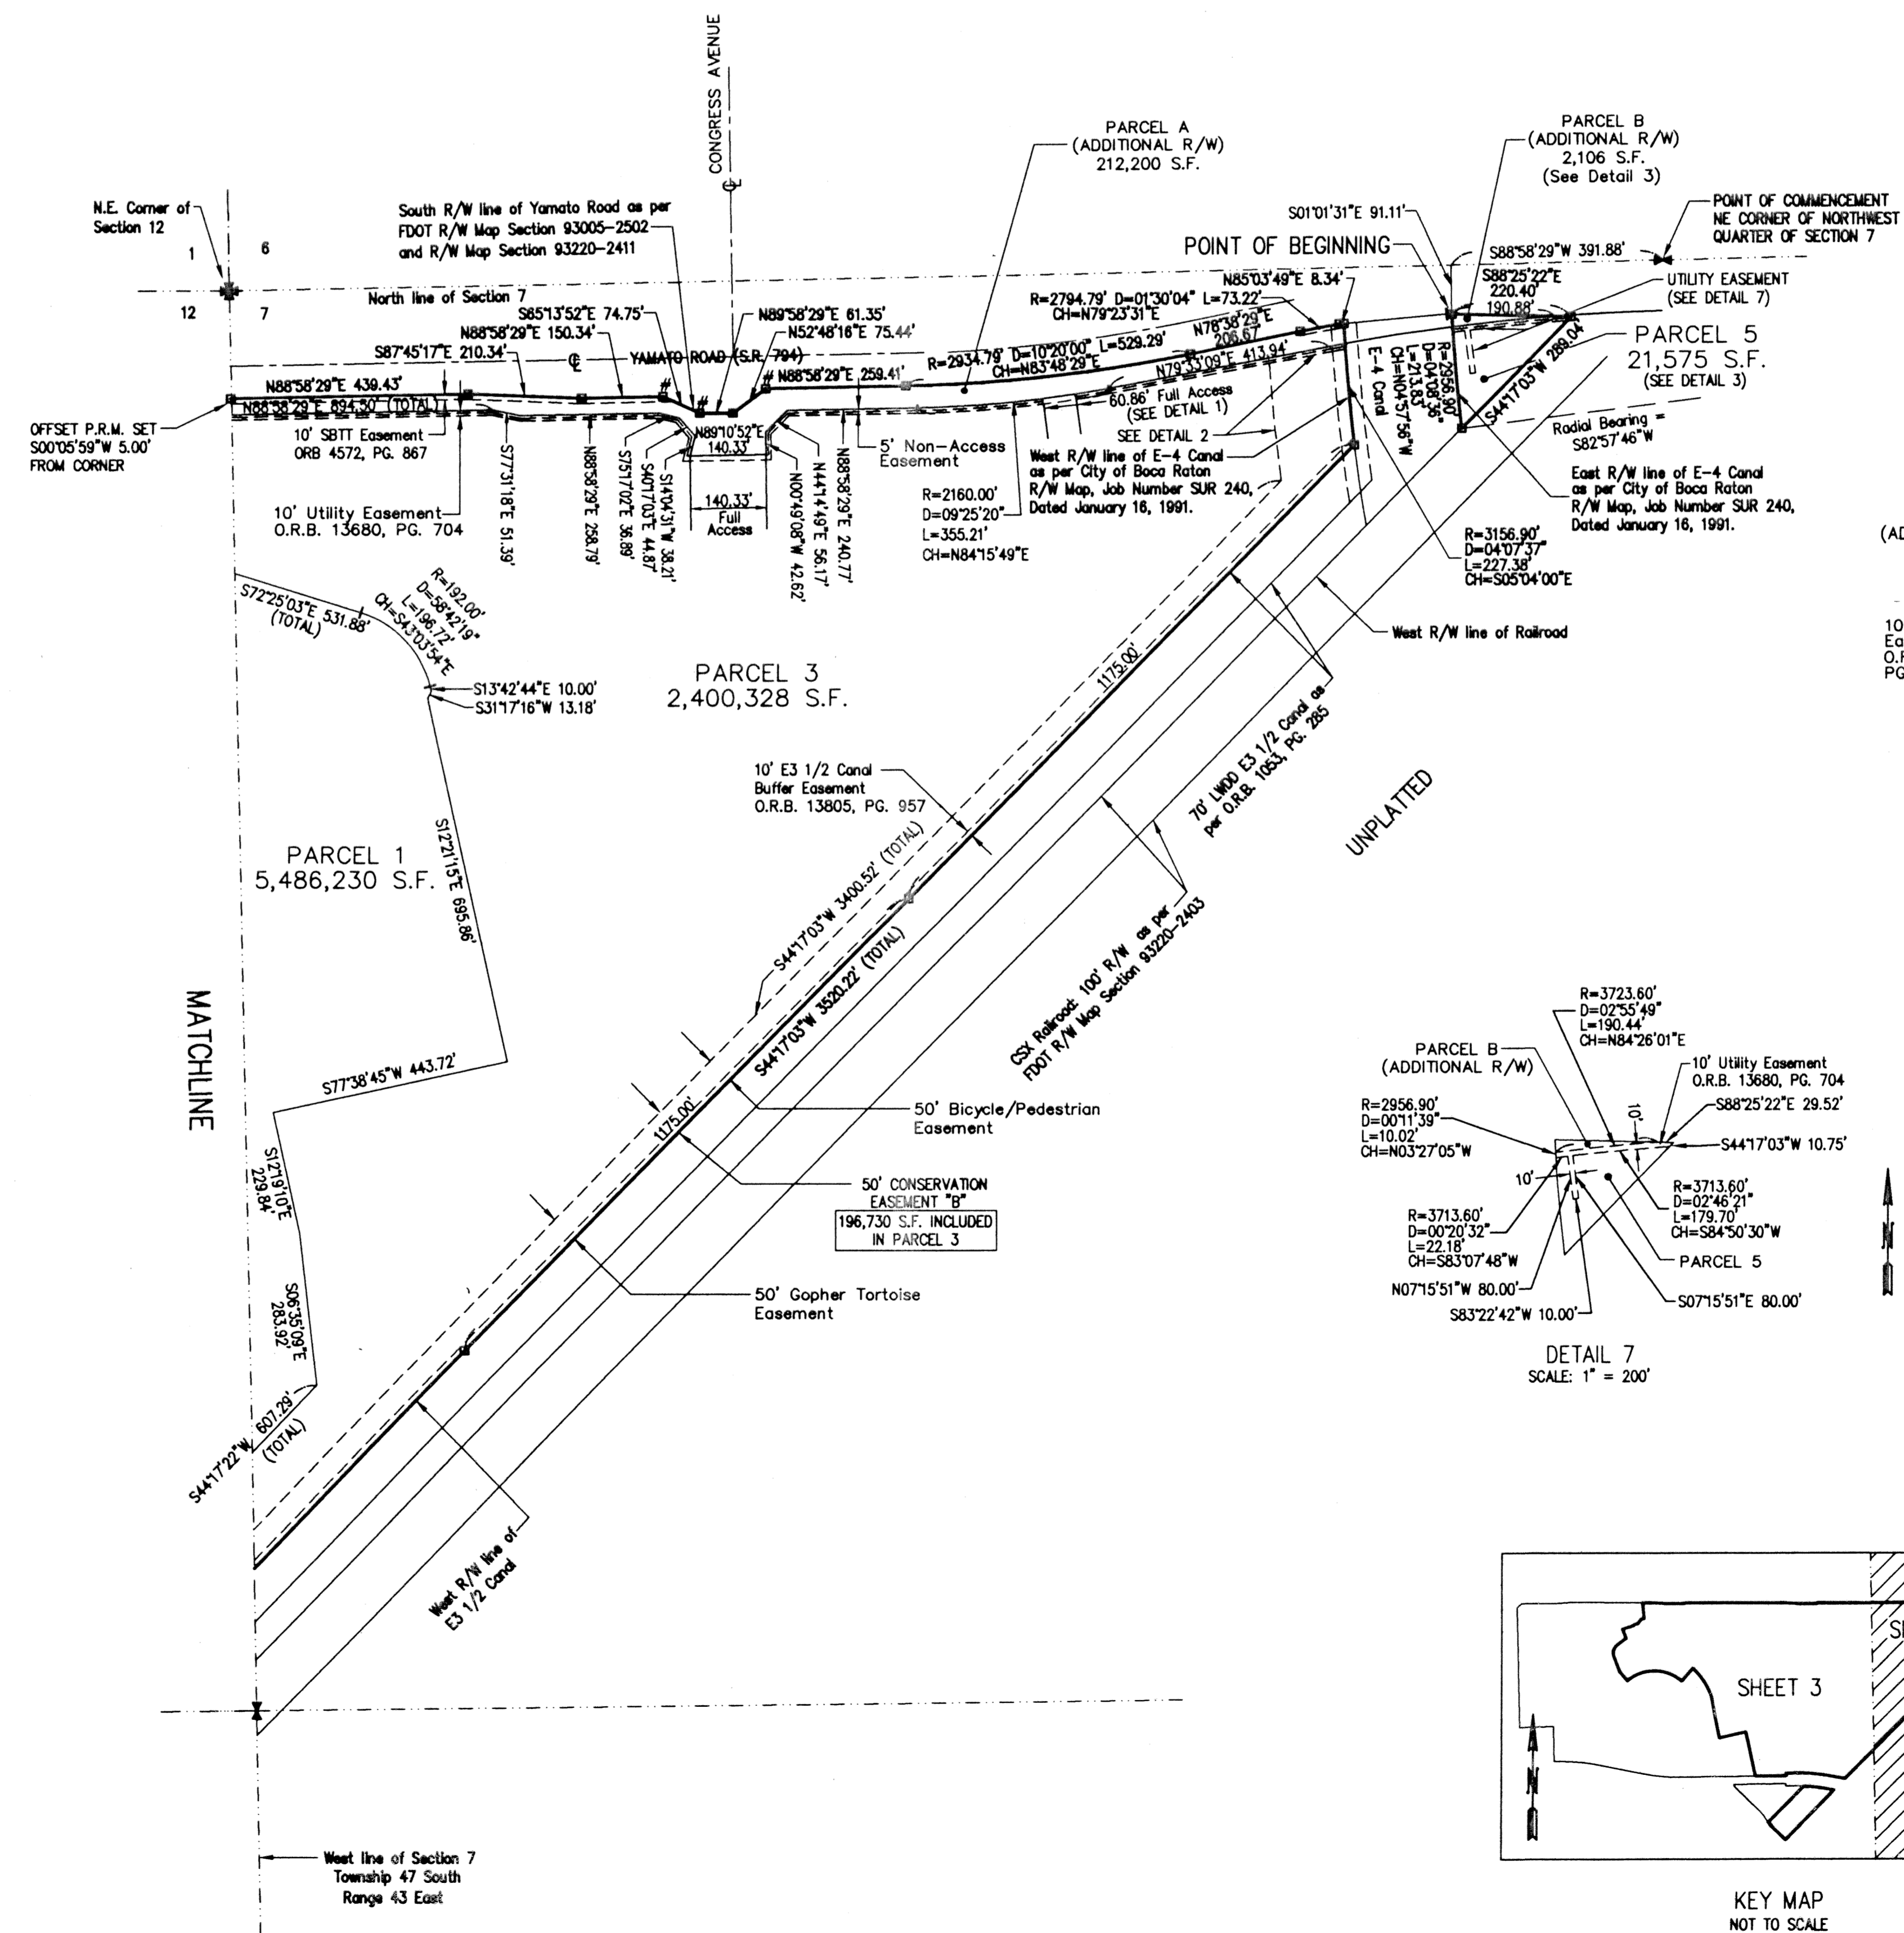 CONGRESS AVENUE
PARCEL A
(ADDITIONAL R/W)
212,200 S.F.
PARCEL B
(ADDITIONAL R/W)
2,106 S.F.
(See Detail 3)
N.E. Corner of
Section 12
1
6
12
7
South R/W line of Yamato Road as per
FDOT R/W Map Section 93005-2502
and R/W Map Section 93220-2411
S01°01'31"E 91.11'
POINT OF BEGINNING
POINT OF COMMENCEMENT
NE CORNER OF NORTHWEST
QUARTER OF SECTION 7
S88°58'29"W 391.88'
S88°25'22"E
220.40'
190.88'
UTILITY EASEMENT
(SEE DETAIL 7)
North line of Section 7
S65°13'52"E 74.75'
N88°58'29"E 150.34'
S87°45'17"E 210.34'
N89°58'29"E 61.35'
N52°48'16"E 75.44'
YAMATO ROAD (S.R. 794)
N85°03'49"E 8.34'
R=2794.79' D=01°30'04" L=73.22'
CH=N79°23'31"E
N78°38'29"E
206.67'
R=2934.79' D=10°20'00" L=529.29'
CH=N83°48'29"E
N79°33'09"E 413.94'
N88°58'29"E 259.41'
N88°58'29"E 439.43'
N88°58'29"E 894.50' (TOTAL)
OFFSET P.R.M. SET
S00°05'59"W 5.00'
FROM CORNER
10' SBTT Easement
ORB 4572, PG. 867
10' Utility Easement
O.R.B. 13680, PG. 704
S77°31'18"E 51.39'
N88°58'29"E 258.79'
S75°17'02"E 36.89'
S40°17'03"E 44.87'
S14°04'31"W 38.21'
N89°10'52"E
140.33'
140.33'
Full
Access
N00°49'08"W 42.62'
N44°14'49"E 56.17'
N88°58'29"E 240.77'
5' Non-Access
Easement
R=2160.00'
D=09°25'20"
L=355.21'
CH=N84°15'49"E
60.86' Full Access
(SEE DETAIL 1)
SEE DETAIL 2
West R/W line of E-4 Canal
as per City of Boca Raton
R/W Map, Job Number SUR 240,
Dated January 16, 1991.
E-4 Canal
R=2956.90'
D=04°08'36"
L=213.83'
CH=N04°57'56"W
PARCEL 5
21,575 S.F.
(SEE DETAIL 3)
S44°17'03"W 289.04'
Radial Bearing =
S82°57'46"W
East R/W line of E-4 Canal
as per City of Boca Raton
R/W Map, Job Number SUR 240,
Dated January 16, 1991.
R=3156.90'
D=04°07'37"
L=227.38'
CH=S05°04'00"E
West R/W line of Railroad
S72°25'03"E 531.88'
(TOTAL)
R=192.00'
D=58°42'19"
L=196.72'
CH=S43°03'54"E
S13°42'44"E 10.00'
S31°17'16"W 13.18'
PARCEL 3
2,400,328 S.F.
1175.00'
10' E3 1/2 Canal
Buffer Easement
O.R.B. 13805, PG. 957
70' LWDD E3 1/2 Canal as
per O.R.B. 1053, PG. 285
UNPLATTED
PARCEL 1
5,486,230 S.F.
S12°21'15"E 695.86'
S44°17'03"W 3400.52' (TOTAL)
S44°17'03"W 3520.22' (TOTAL)
CSX Railroad: 100' R/W as per
FDOT R/W Map Section 93220-2403
MATCHLINE
S77°38'45"W 443.72'
1175.00'
50' Bicycle/Pedestrian
Easement
50' CONSERVATION
EASEMENT "B"
196,730 S.F. INCLUDED
IN PARCEL 3
S12°19'10"E
229.84'
50' Gopher Tortoise
Easement
S06°35'09"E
283.92'
S44°17'22"W 607.29'
(TOTAL)
West R/W line of
E3 1/2 Canal
R=3723.60'
D=02°55'49"
L=190.44'
CH=N84°26'01"E
PARCEL B
(ADDITIONAL R/W)
10' Utility Easement
O.R.B. 13680, PG. 704
R=2956.90'
D=00°11'39"
L=10.02'
CH=N03°27'05"W
S88°25'22"E 29.52'
10'
S44°17'03"W 10.75'
10'
R=3713.60'
D=02°46'21"
L=179.70'
CH=S84°50'30"W
R=3713.60'
D=00°20'32"
L=22.18'
CH=S83°07'48"W
PARCEL 5
N07°15'51"W 80.00'
S07°15'51"E 80.00'
S83°22'42"W 10.00'
DETAIL 7
SCALE: 1" = 200'
N
SHEET 3
N
KEY MAP
NOT TO SCALE
West line of Section 7
Township 47 South
Range 43 East